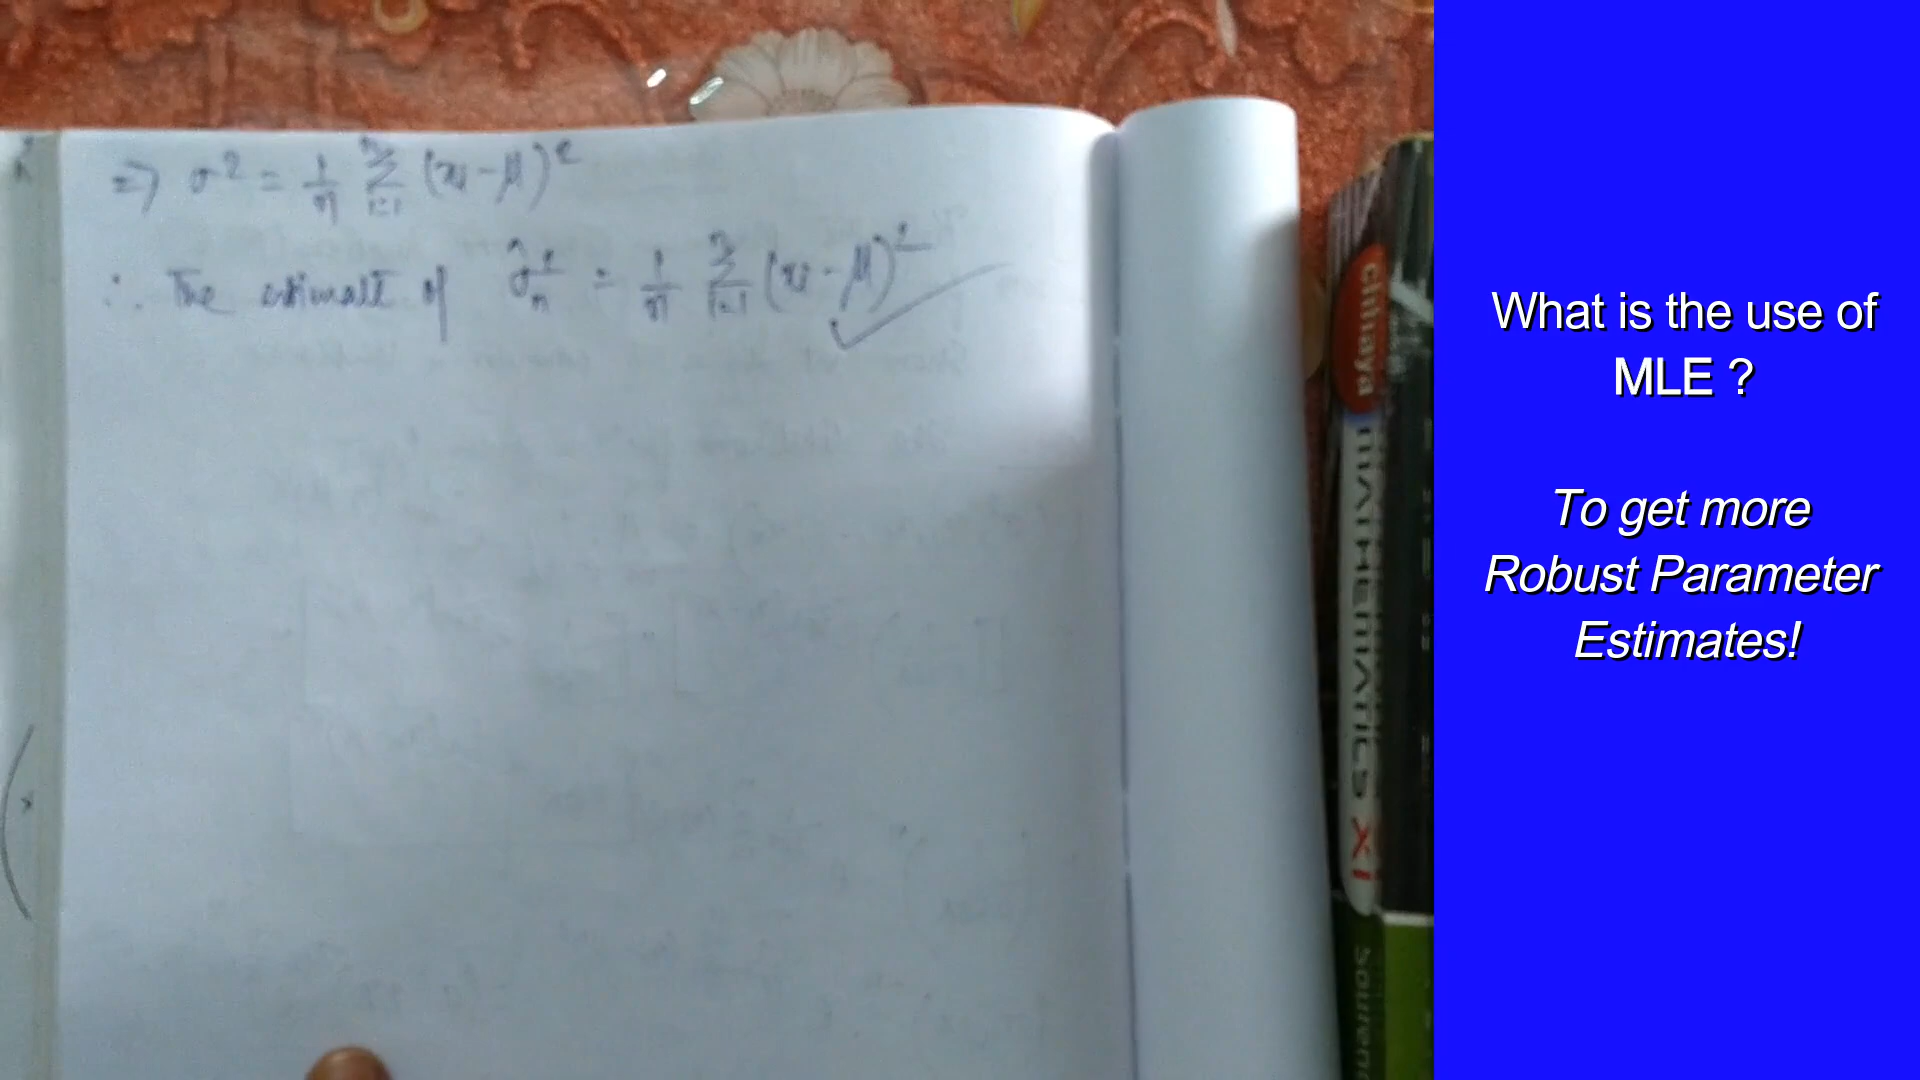 => σ² = 1/n Σ_{i=1}^{n} (xi - μ)²
∴ The estimate of σ̂²_n = 1/n Σ_{i=1}^{n} (xi - μ)²
chhaya
MATHEMATICS XI
What is the use of
MLE ?
To get more
Robust Parameter
Estimates!